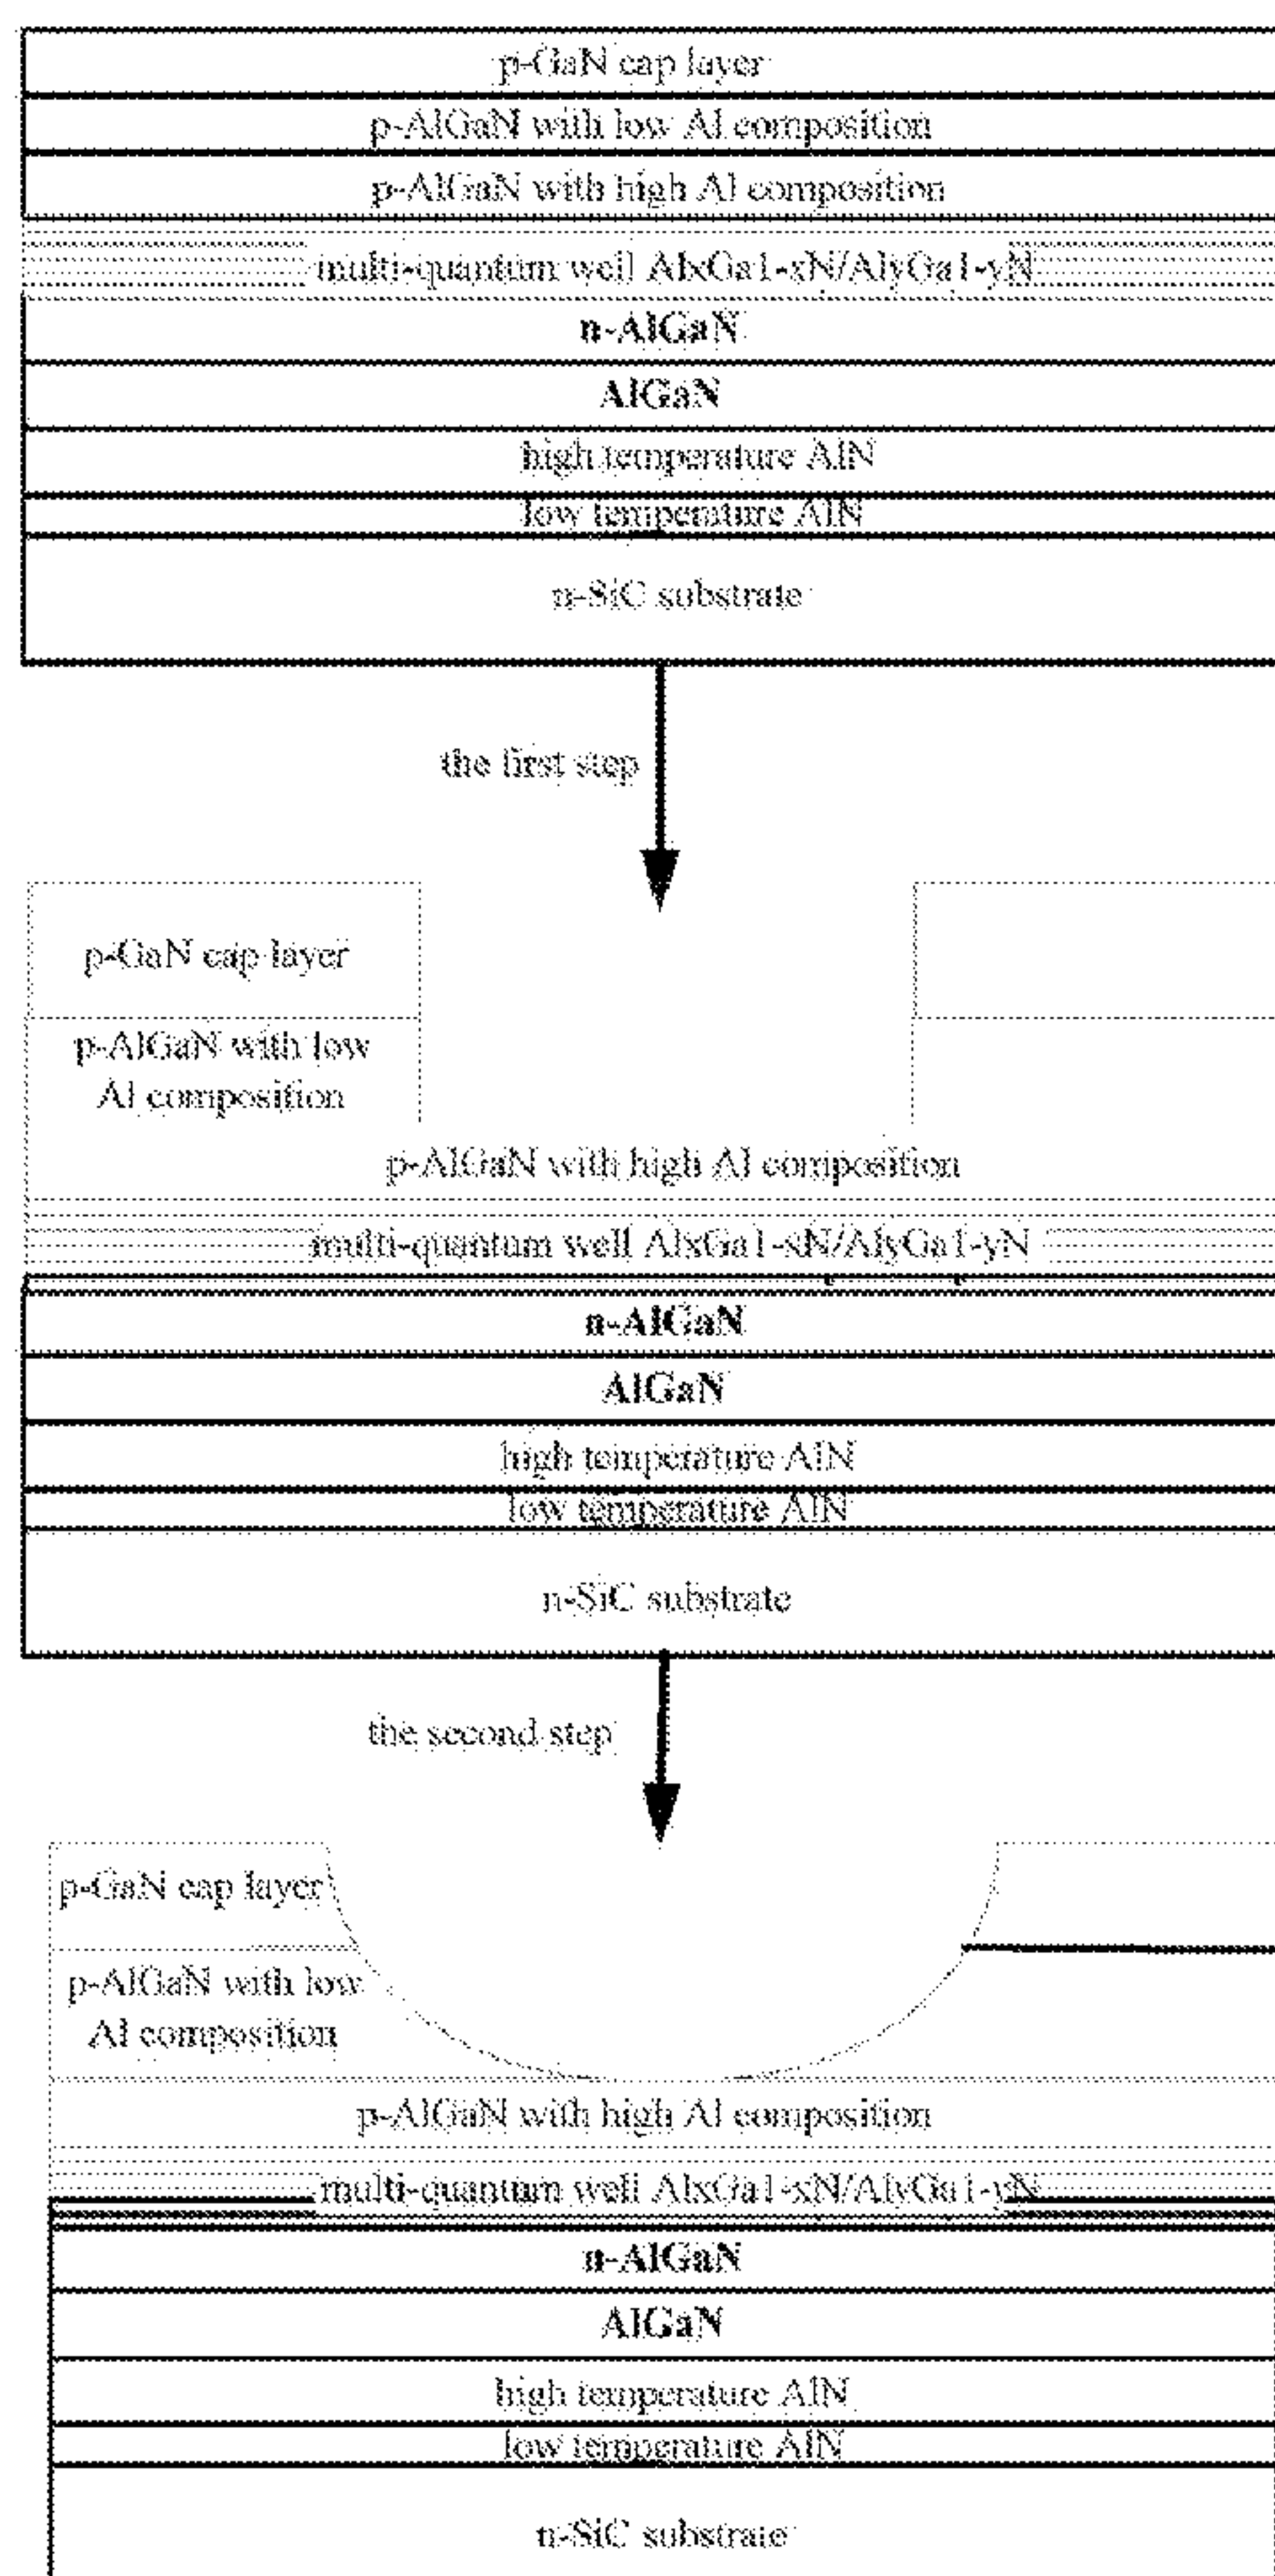 p-GaN cap layer
p-AlGaN with low Al composition
p-AlGaN with high Al composition
multi-quantum well AlxGa1-xN/AlyGa1-yN
n-AlGaN
AlGaN
high temperature AlN
low temperature AlN
n-SiC substrate
the first step
p-GaN cap layer
p-AlGaN with low
Al composition
p-AlGaN with high Al composition
multi-quantum well AlxGa1-xN/AlyGa1-yN
n-AlGaN
AlGaN
high temperature AlN
low temperature AlN
n-SiC substrate
the second step
p-GaN cap layer
p-AlGaN with low
Al composition
p-AlGaN with high Al composition
multi-quantum well AlxGa1-xN/AlyGa1-yN
n-AlGaN
AlGaN
high temperature AlN
low temperature AlN
n-SiC substrate